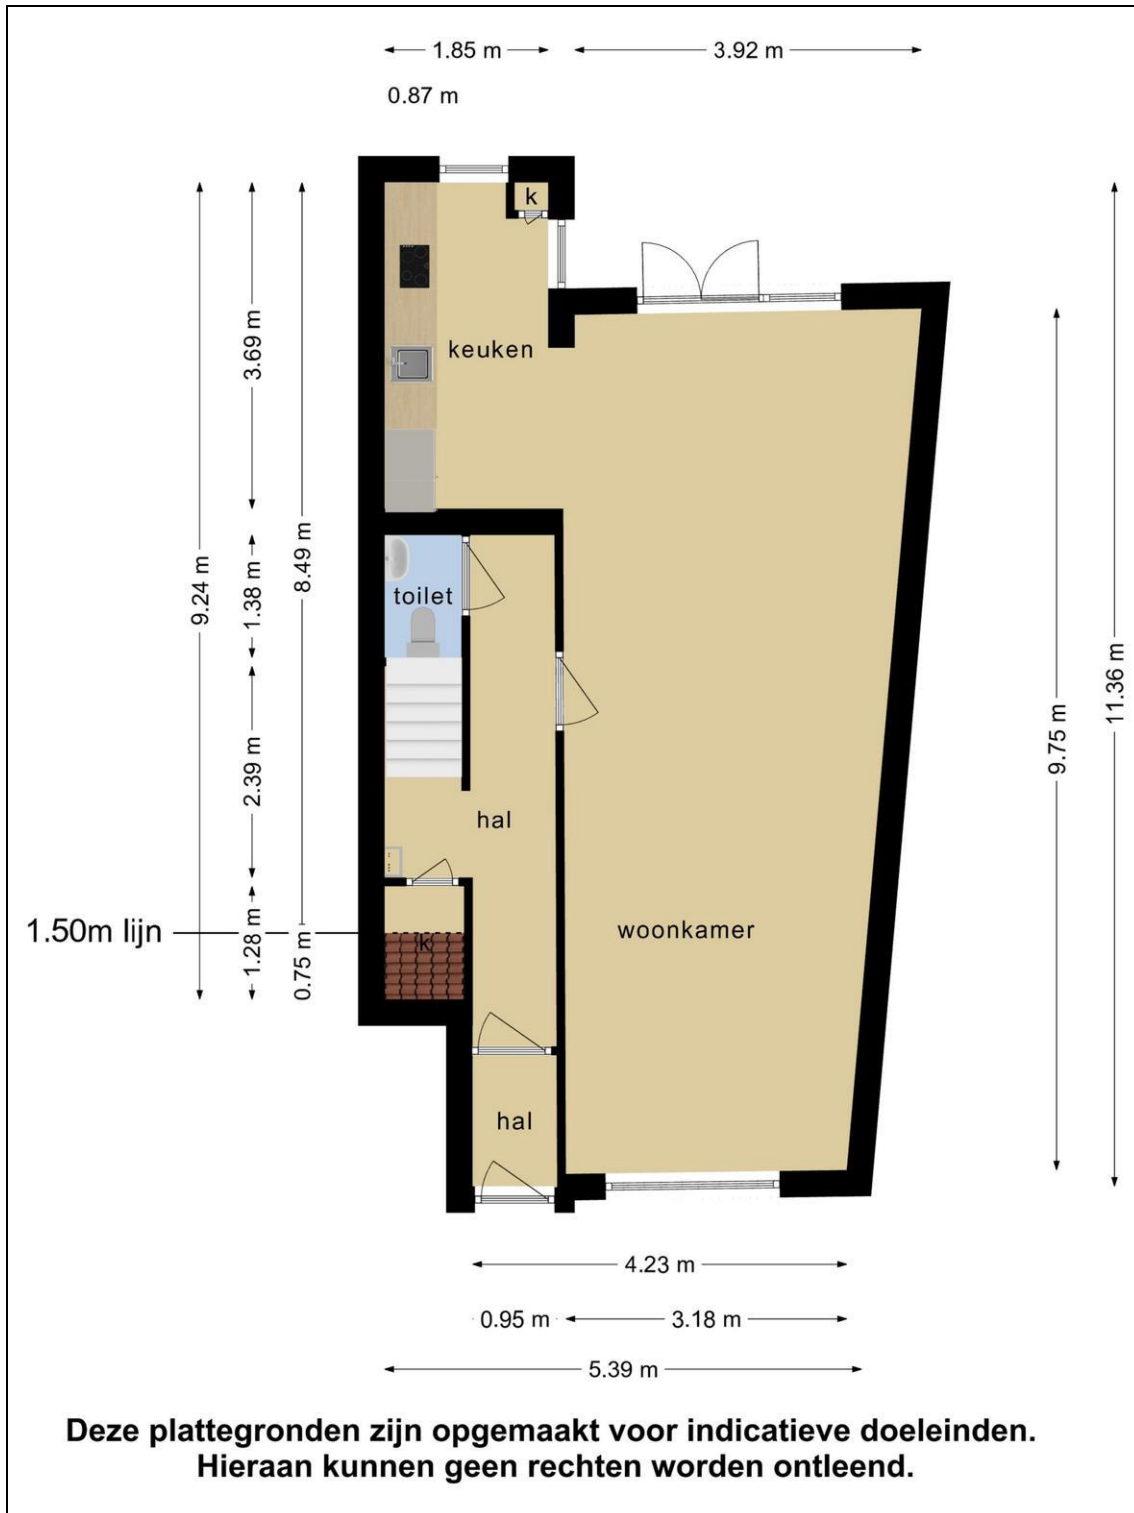 1.85 m
3.92 m
0.87 m
k
keuken
3.69 m
8.49 m
9.24 m
1.38 m
toilet
11.36 m
9.75 m
2.39 m
hal
1.50m lijn
1.28 m
0.75 m
k
woonkamer
hal
4.23 m
0.95 m
3.18 m
5.39 m
Deze plattegronden zijn opgemaakt voor indicatieve doeleinden.
Hieraan kunnen geen rechten worden ontleend.